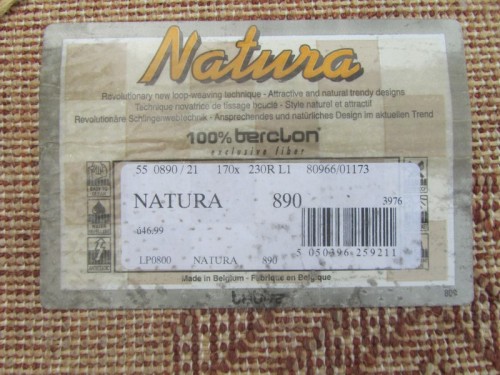 Natura
Revolutionary new loop-weaving technique - Attractive and natural trendy designs
Technique novatrice de tissage bouclé - Style naturel et attractif
Revolutionäre Schlingenwebtechnik - Ansprechendes und natürliches Design im aktuellen Trend
100% berclon
exclusive fiber
55 0890/21 170x 230R L1 80966/01173
NATURA 890 3976
ú46.99
5 050396 259211
LP0800 NATURA 890
Made in Belgium - Fabriqué en Belgique